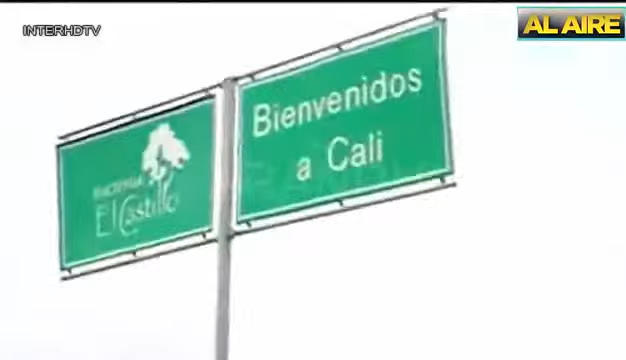 INTERHDTV
AL AIRE
Bienvenidos
a Cali
HACIENDA
El Castillo